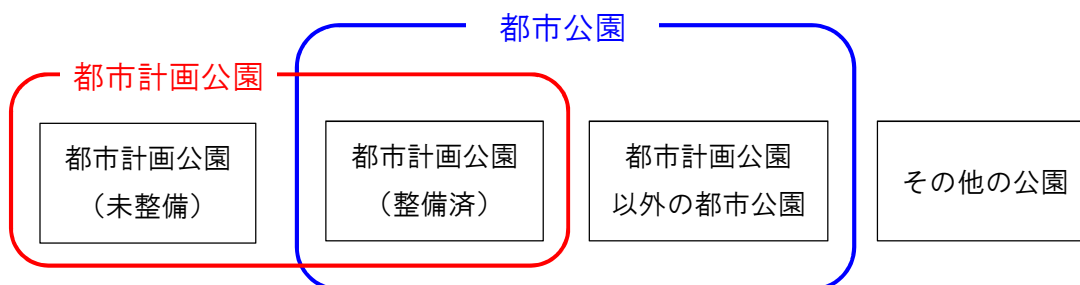 都市公園
都市計画公園
都市計画公園
（未整備）
都市計画公園
（整備済）
都市計画公園
以外の都市公園
その他の公園